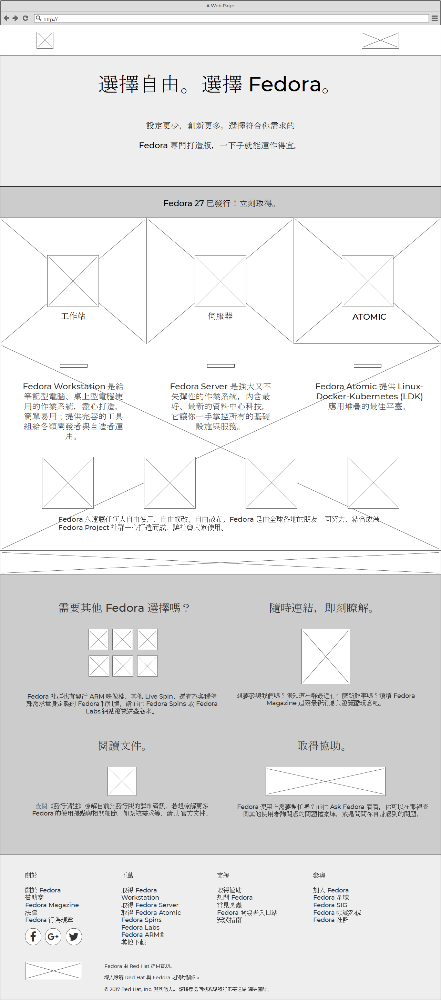 A Web Page
http://
選擇自由。選擇 Fedora。
設定更少，創新更多。選擇符合你需求的
Fedora 專門打造版，一下子就能運作得宜。
Fedora 27 已發行！立刻取得。
工作站
伺服器
ATOMIC
Fedora Workstation 是給
筆記型電腦、桌上型電腦使
用的作業系統，盡心打造，
簡單易用；提供完善的工具
組給各類開發者與自造者運
用。
Fedora Server 是強大又不
失彈性的作業系統，內含最
好、最新的資料中心科技。
它讓你一手掌控所有的基礎
設施與服務。
Fedora Atomic 提供 Linux-
Docker-Kubernetes (LDK)
應用堆疊的最佳平臺。
Fedora 永遠讓任何人自由使用、自由修改、自由散布。Fedora 是由全球各地的朋友一同努力，結合成為
Fedora Project 社群一心打造而成，讓社會大眾使用。
需要其他 Fedora 選擇嗎？
Fedora 社群也有發行 ARM 映像檔、其他 Live Spin、還有為各種特
殊需求量身定製的 Fedora 特別版。請前往 Fedora Spins 或 Fedora
Labs 網站瀏覽這些版本。
隨時連結，即刻瞭解。
想要參與我們嗎？想知道社群最近有什麼新鮮事嗎？讀讀 Fedora
Magazine 追蹤最新消息與瀏覽酷玩意吧。
閱讀文件。
查閱《發行備註》瞭解目前此發行版的詳細資訊。若想瞭解更多
Fedora 的使用提點與相關細節，如系統需求等，請見 官方文件。
取得協助。
Fedora 使用上需要幫忙嗎？前往 Ask Fedora 看看，你可以在那裡查
閱其他使用者詢問過的問題檔案庫，或是問問你自身遇到的問題。
關於
關於 Fedora
贊助商
Fedora Magazine
法律
Fedora 行為規章
下載
取得 Fedora
Workstation
取得 Fedora Server
取得 Fedora Atomic
Fedora Spins
Fedora Labs
Fedora ARM®
其他下載
支援
取得協助
想問 Fedora
常見臭蟲
Fedora 開發者入口站
安裝指南
參與
加入 Fedora
Fedora 星球
Fedora SIG
Fedora 帳號系統
Fedora 社群
Fedora 由 Red Hat 提供贊助。
深入瞭解 Red Hat 與 Fedora 之間的關係 »
© 2017 Red Hat, Inc. 與其他人。 請將意見回饋或錯誤訂正寄送給 網站團隊。